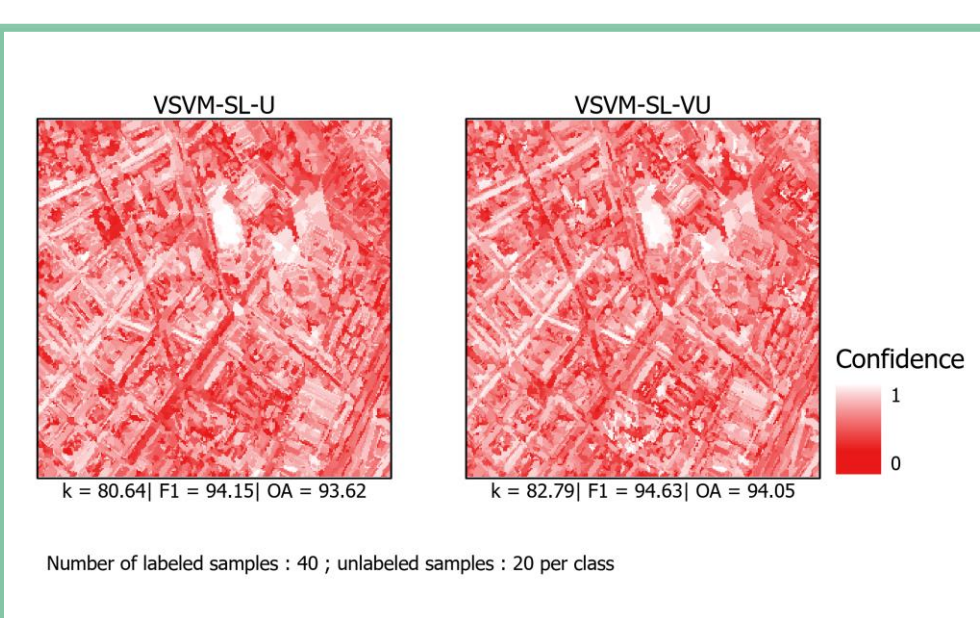 VSVM-SL-U
VSVM-SL-VU
Confidence
1
0
k = 80.64| F1 = 94.15| OA = 93.62
k = 82.79| F1 = 94.63| OA = 94.05
Number of labeled samples : 40 ; unlabeled samples : 20 per class